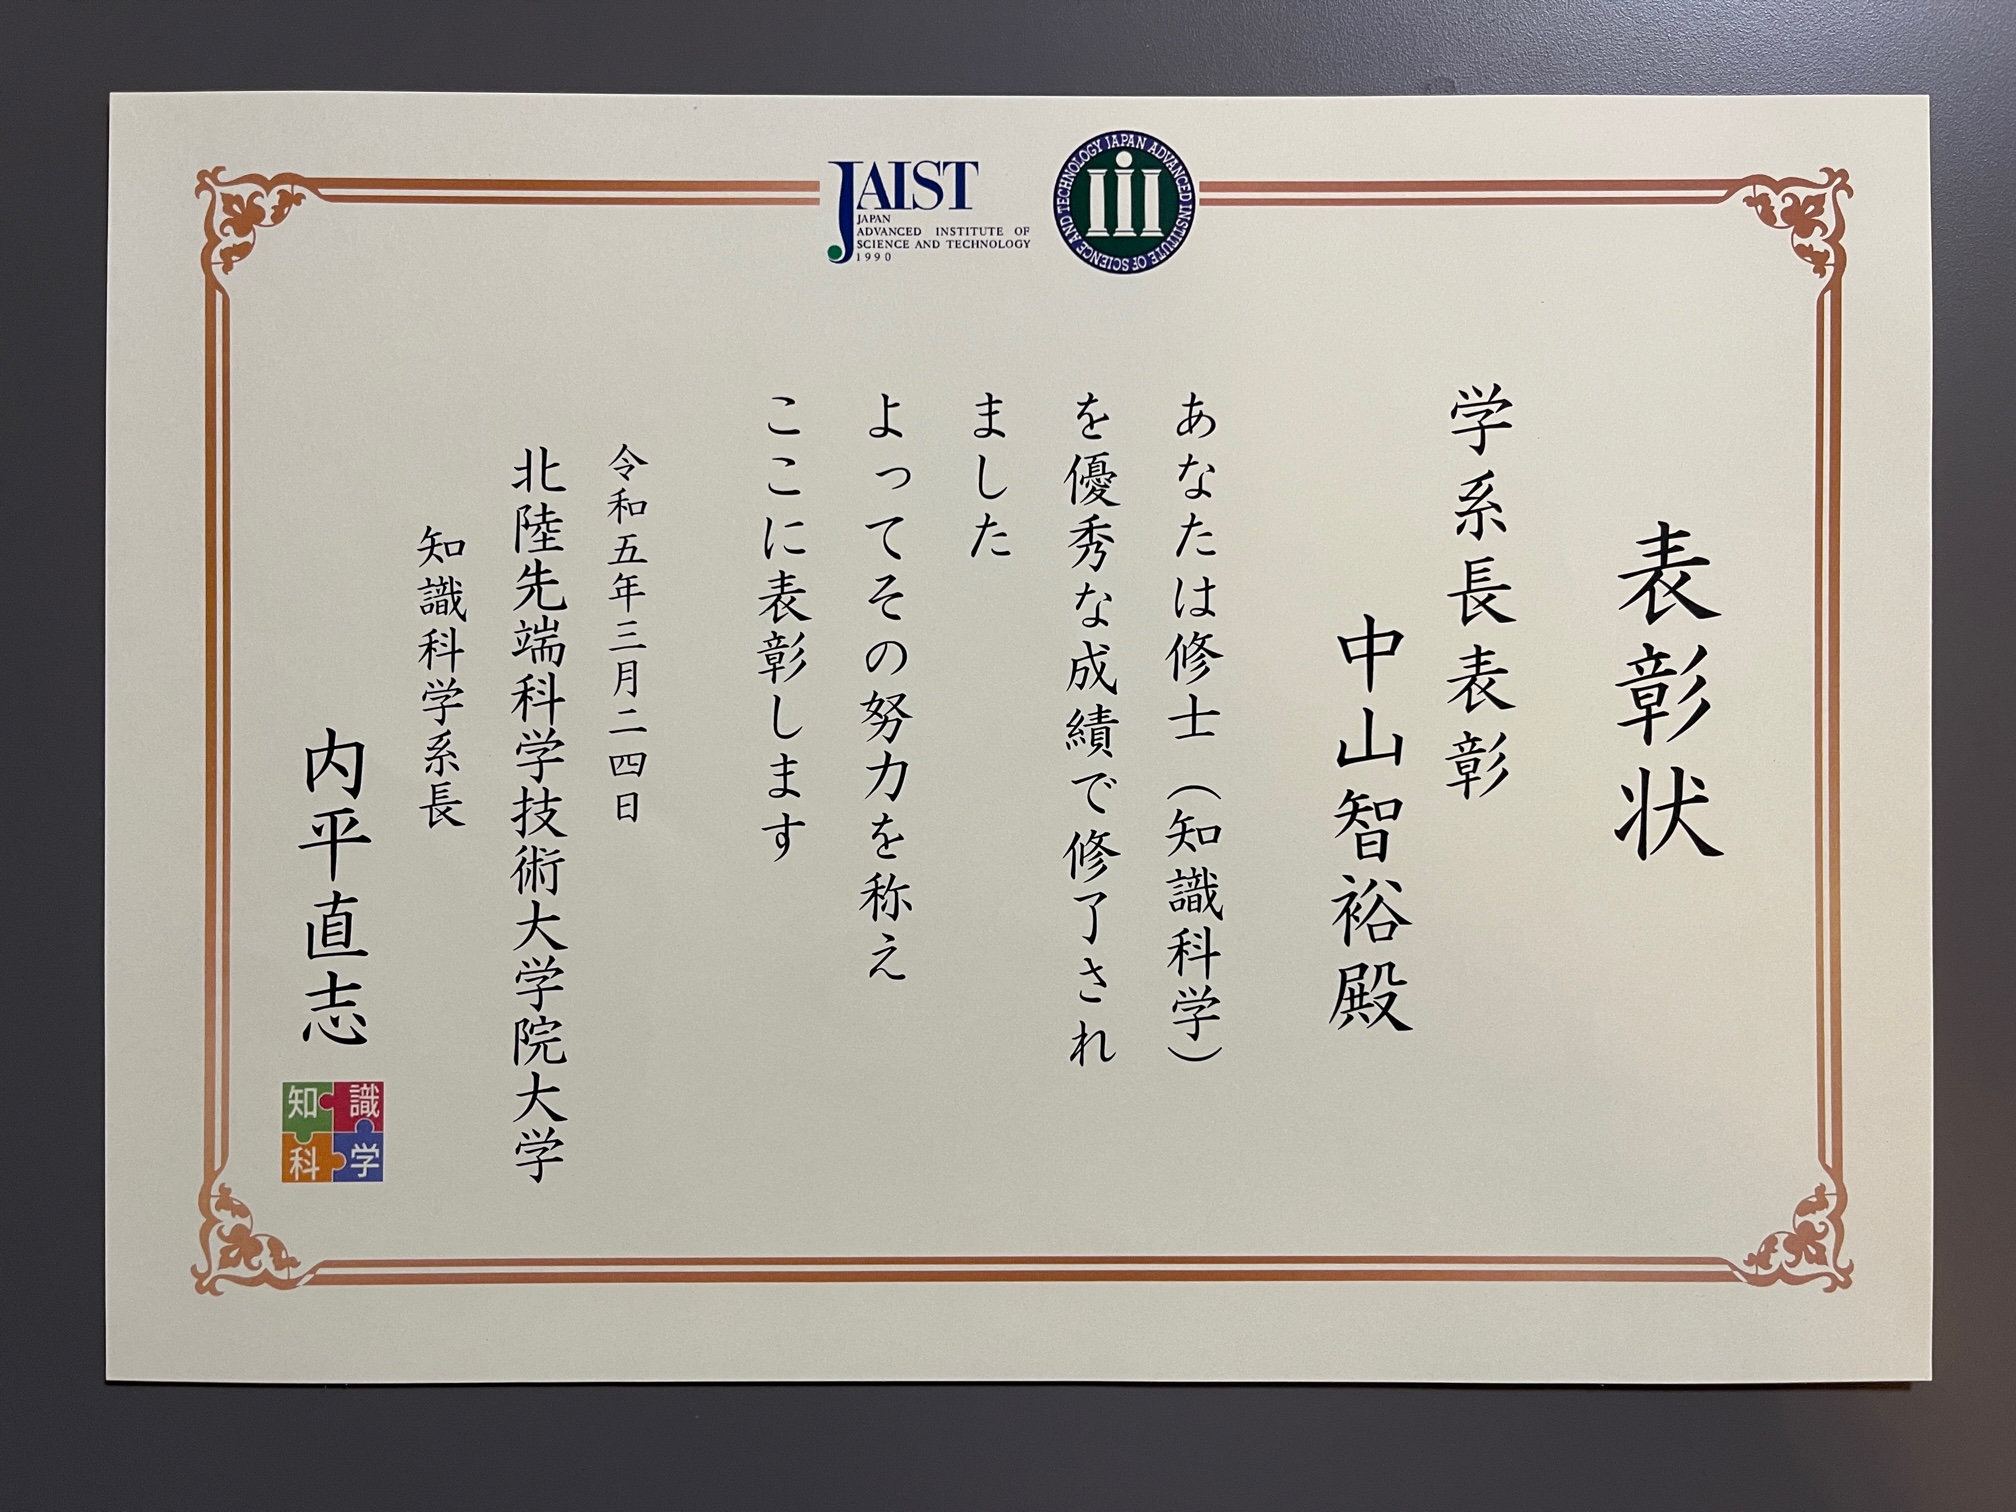 JAIST
JAPAN
ADVANCED INSTITUTE OF
SCIENCE AND TECHNOLOGY
1990
JAPAN ADVANCED INSTITUTE OF SCIENCE AND TECHNOLOGY
表彰状
学系長表彰
中山智裕殿
あなたは修士（知識科学）
を優秀な成績で修了され
ました
よってその努力を称え
ここに表彰します
令和五年三月二四日
北陸先端科学技術大学院大学
知識科学系長
内平直志
知識
科学